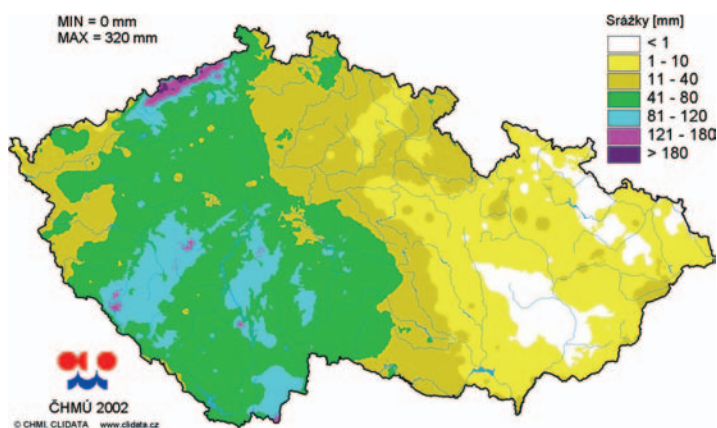 MIN = 0 mm
MAX = 320 mm
Srážky [mm]
< 1
1 - 10
11 - 40
41 - 80
81 - 120
121 - 180
> 180
ČHMÚ 2002
© CHMI, CLIDATA www.clidata.cz